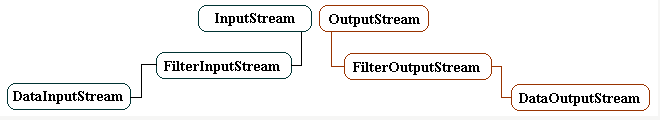 InputStream
OutputStream
FilterInputStream
FilterOutputStream
DataInputStream
DataOutputStream